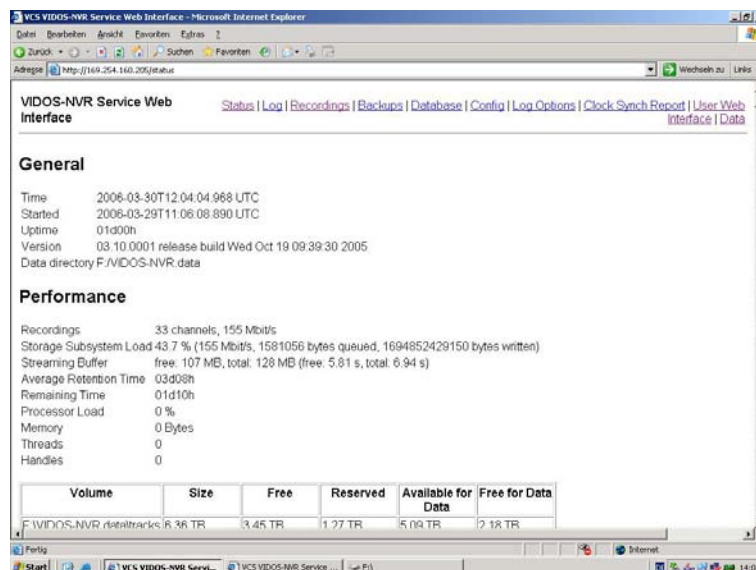 VCS VIDOS-NVR Service Web Interface - Microsoft Internet Explorer
Datei Bearbeiten Ansicht Favoriten Extras ?
Zurück Suchen Favoriten
Adresse http://169.254.160.205/status Wechseln zu Links
VIDOS-NVR Service Web
Interface
Status | Log | Recordings | Backups | Database | Config | Log Options | Clock Synch Report | User Web
Interface | Data
General
Time 2006-03-30T12:04:04.968 UTC
Started 2006-03-29T11:06:08.890 UTC
Uptime 01d00h
Version 03.10.0001 release build Wed Oct 19 09:39:30 2005
Data directory F:/VIDOS-NVR.data
Performance
Recordings 33 channels, 155 Mbit/s
Storage Subsystem Load 43.7 % (155 Mbit/s, 1581056 bytes queued, 1694852429150 bytes written)
Streaming Buffer free: 107 MB, total: 128 MB (free: 5.81 s, total: 6.94 s)
Average Retention Time 03d08h
Remaining Time 01d10h
Processor Load 0 %
Memory 0 Bytes
Threads 0
Handles 0
Volume Size Free Reserved Available for Data Free for Data
F:\VIDOS-NVR.data\tracks 6.36 TB 3.45 TB 1.27 TB 5.09 TB 2.18 TB
Fertig Internet
Start VCS VIDOS-NVR Servi... VCS VIDOS-NVR Service ... F:\